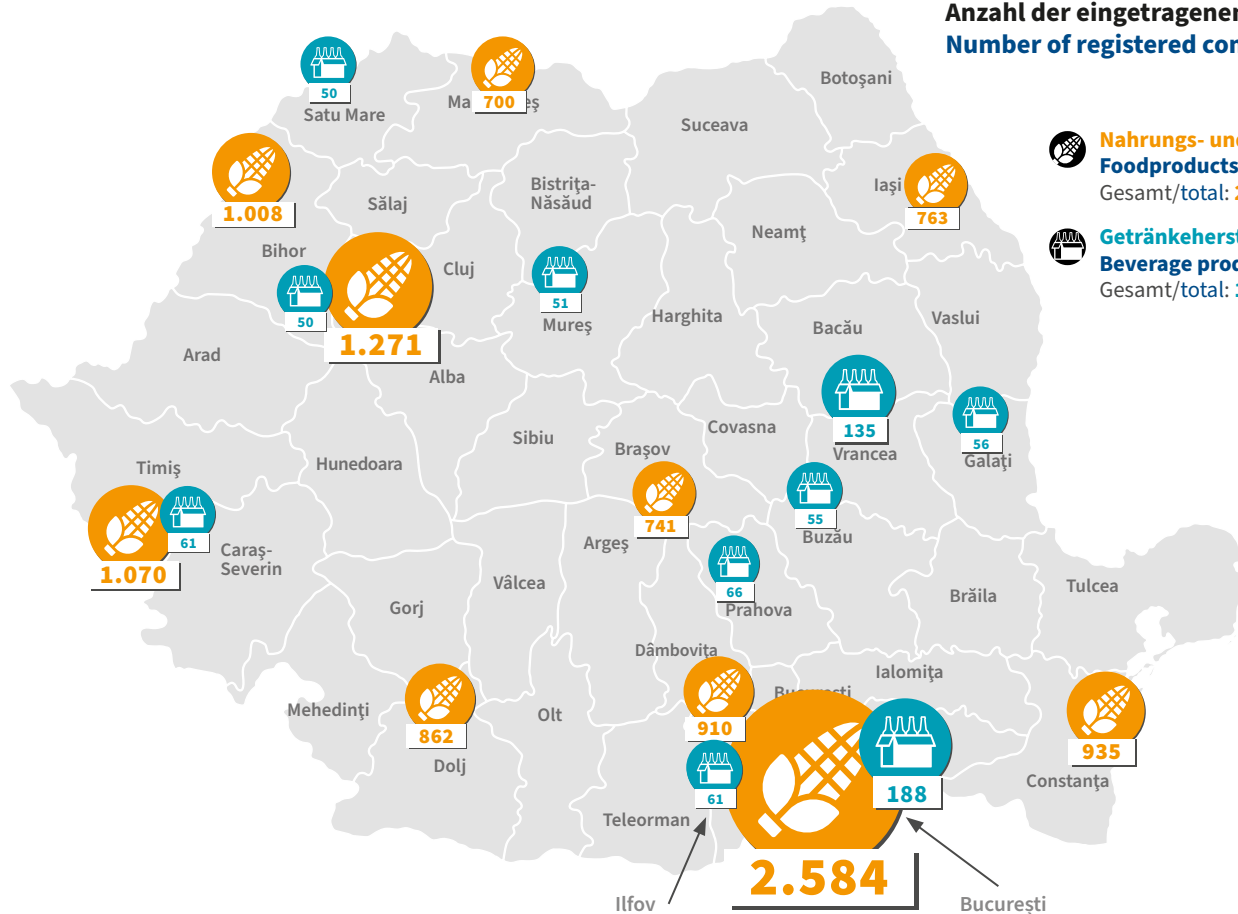 Anzahl der eingetragenen
Number of registered
Nahrungs- und
Foodproducts
Gesamt/total:
Getränkeherst
Beverage prod
Gesamt/total:
Botoşani
50
Satu Mare
700
Suceava
1.008
Bistriţa-
Năsăud
Iaşi
763
Sălaj
Neamţ
Bihor
Cluj
50
1.271
51
Mureş
Harghita
Bacău
Vaslui
Arad
Alba
135
Vrancea
56
Galaţi
Covasna
Sibiu
Braşov
741
Timiş
Hunedoara
55
Buzău
1.070
61
Caraş-
Severin
Argeş
66
Prahova
Vâlcea
Gorj
Brăila
Tulcea
Dâmboviţa
Ialomiţa
Bucureşti
910
862
Dolj
Mehedinţi
Olt
935
Constanţa
61
188
Teleorman
2.584
Ilfov
Bucureşti